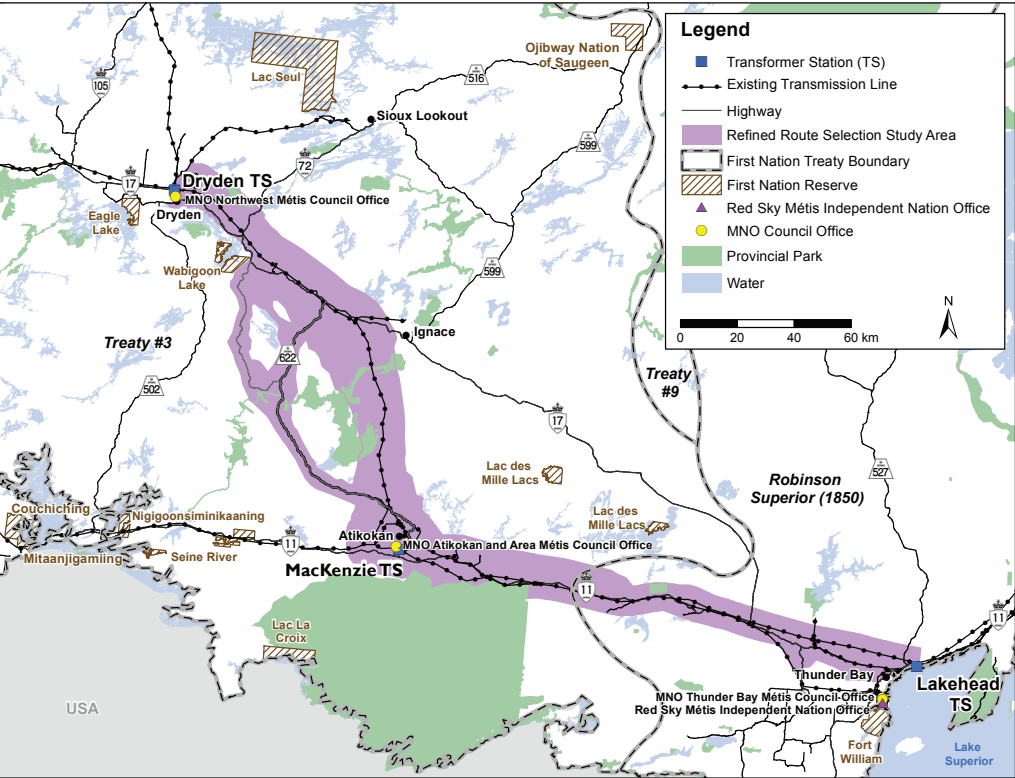 Legend
Transformer Station (TS)
Existing Transmission Line
Highway
Refined Route Selection Study Area
First Nation Treaty Boundary
First Nation Reserve
Red Sky Métis Independent Nation Office
MNO Council Office
Provincial Park
Water
N
0 20 40 60 km
Ojibway Nation
of Saugeen
Lac Seul
516
105
Sioux Lookout
599
72
17
Dryden TS
MNO Northwest Métis Council Office
Dryden
Eagle
Lake
Wabigoon
Lake
599
Ignace
Treaty #3
622
502
Treaty
#9
17
Lac des
Mille Lacs
527
Robinson
Superior (1850)
Lac des
Mille Lacs
Couchiching
Nigigoonsiminikaaning
Atikokan
MNO Atikokan and Area Métis Council Office
11
Mitaanjigamiing
Seine River
MacKenzie TS
11
11
Lac La
Croix
Thunder Bay
Lakehead
TS
MNO Thunder Bay Métis Council Office
Red Sky Métis Independent Nation Office
USA
Fort
William
Lake
Superior